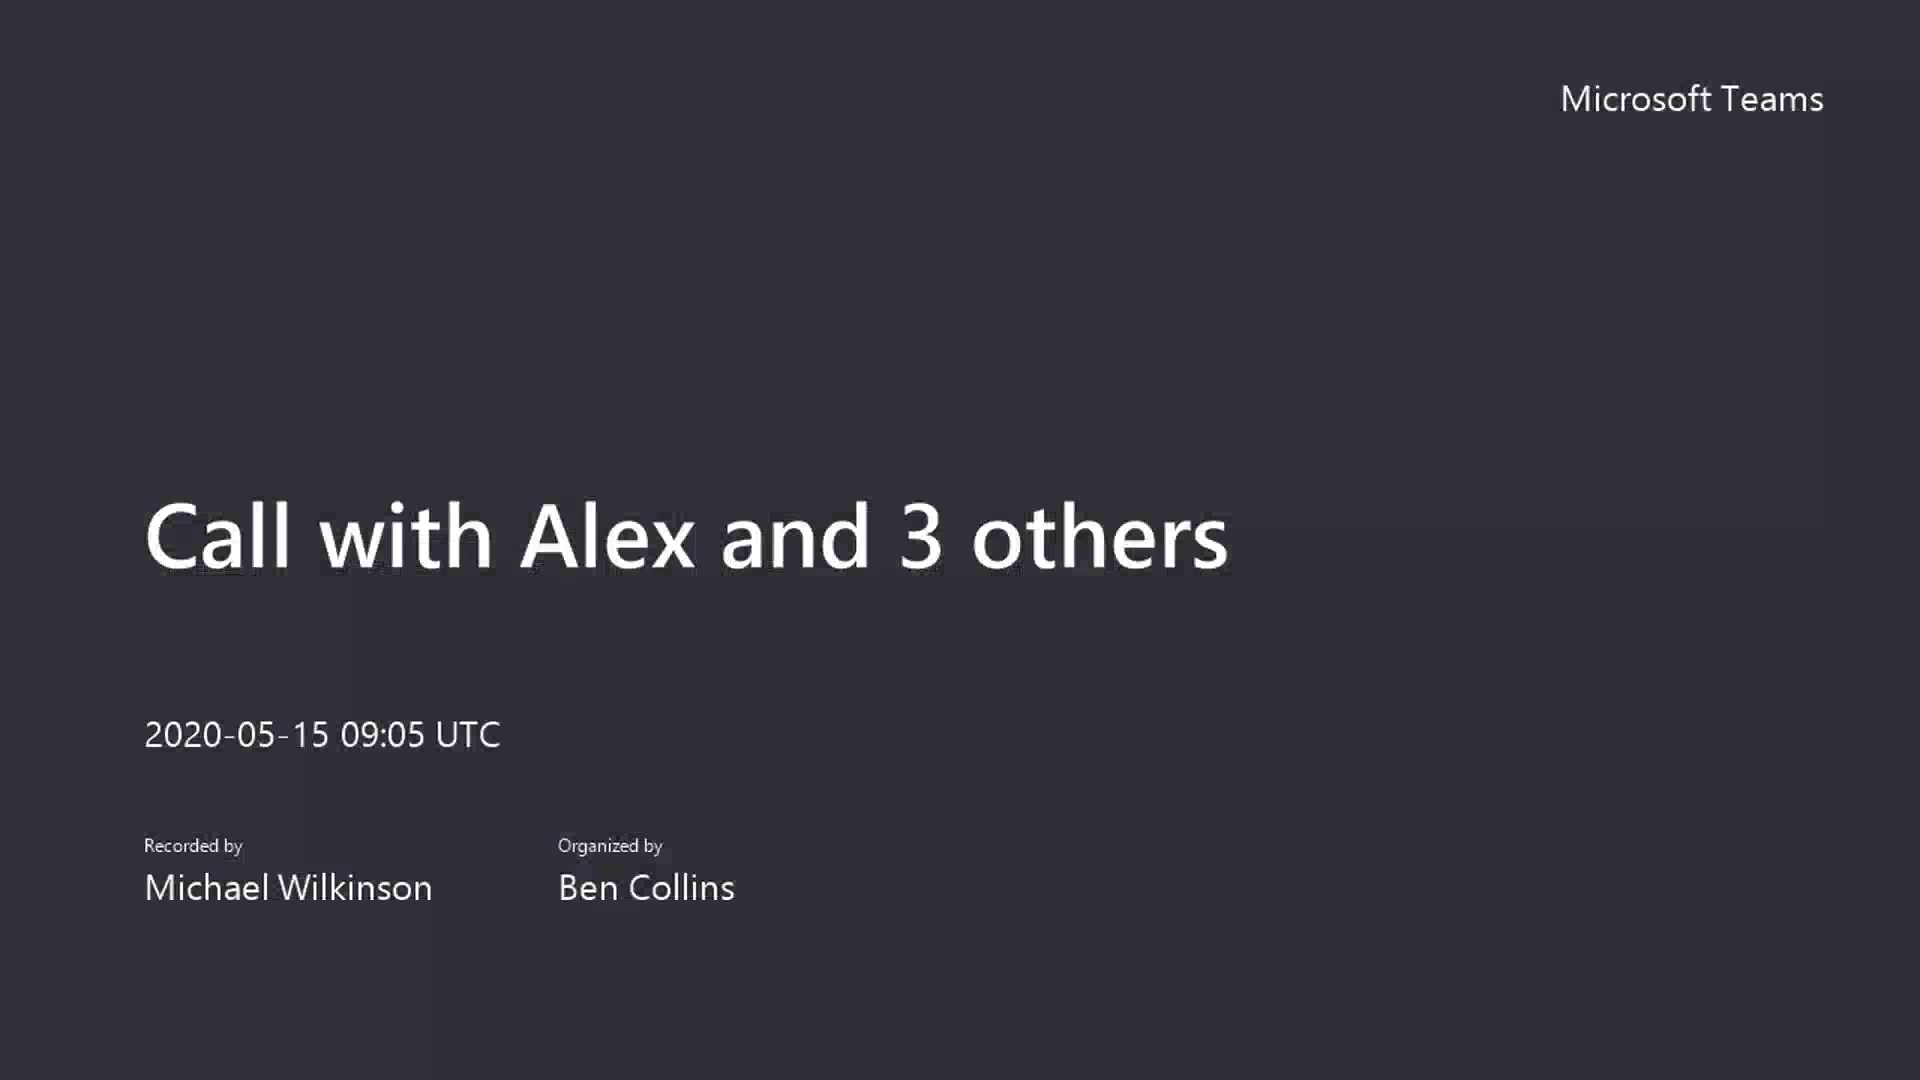 Microsoft Teams
Call with Alex and 3 others
2020-05-15 09:05 UTC
Recorded by
Michael Wilkinson
Organized by
Ben Collins